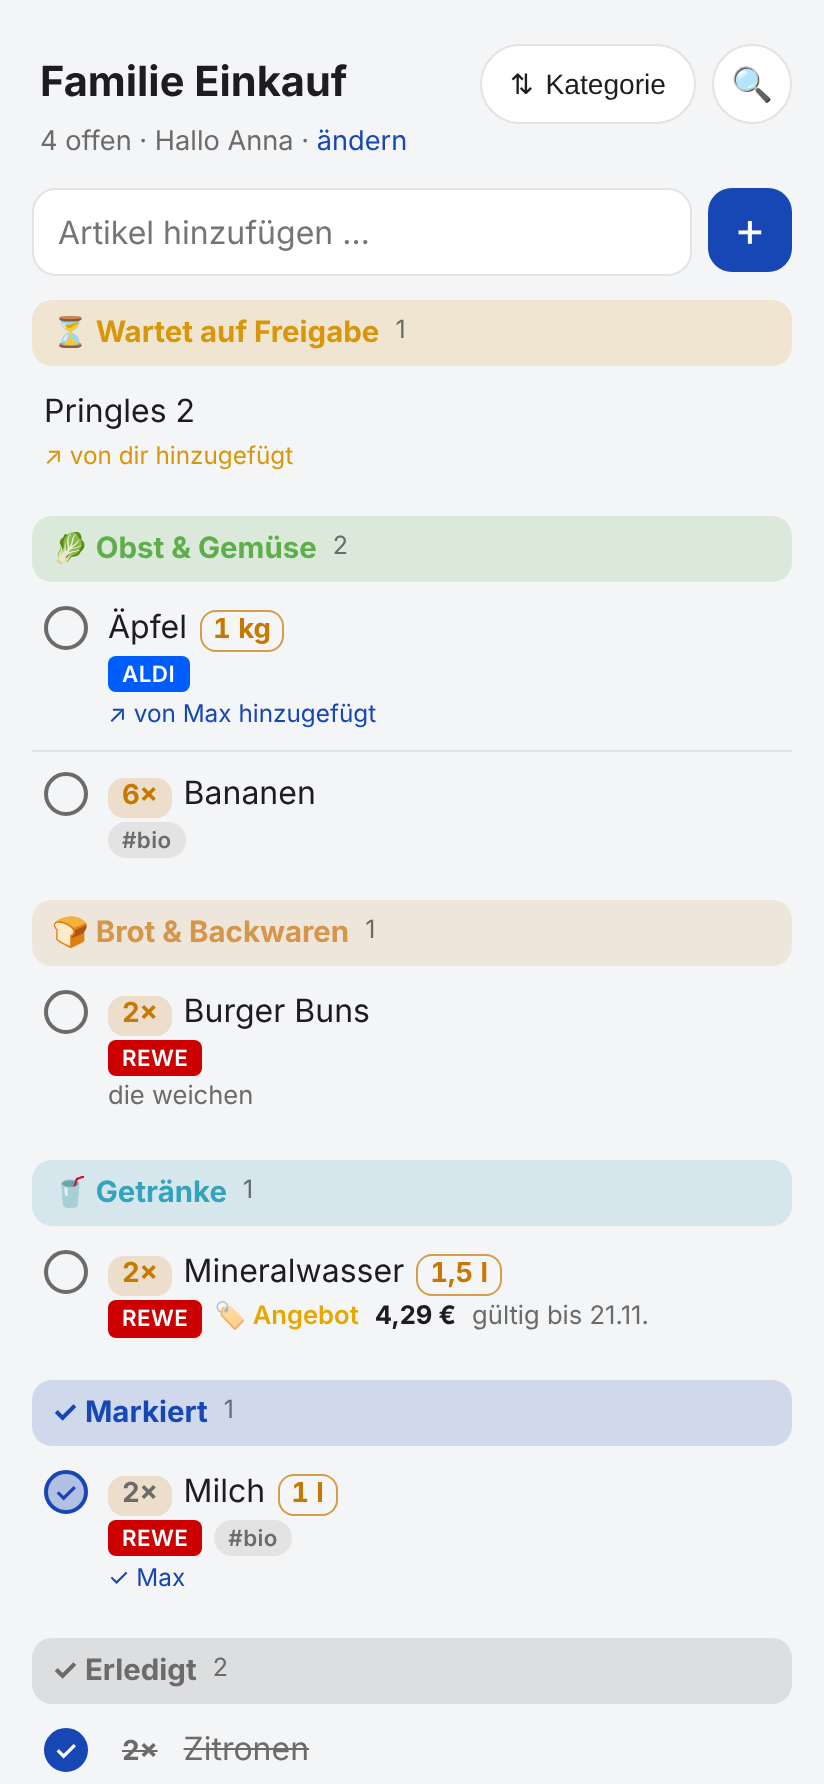 Familie Einkauf
⇅ Kategorie
4 offen · Hallo Anna · ändern
Artikel hinzufügen ...
+
Wartet auf Freigabe 1
Pringles 2
↗ von dir hinzugefügt
Obst & Gemüse 2
Äpfel 1 kg
ALDI
↗ von Max hinzugefügt
6× Bananen
#bio
Brot & Backwaren 1
2× Burger Buns
REWE
die weichen
Getränke 1
2× Mineralwasser 1,5 l
REWE Angebot 4,29 € gültig bis 21.11.
✓ Markiert 1
2× Milch 1 l
REWE #bio
✓ Max
✓ Erledigt 2
2× Zitronen